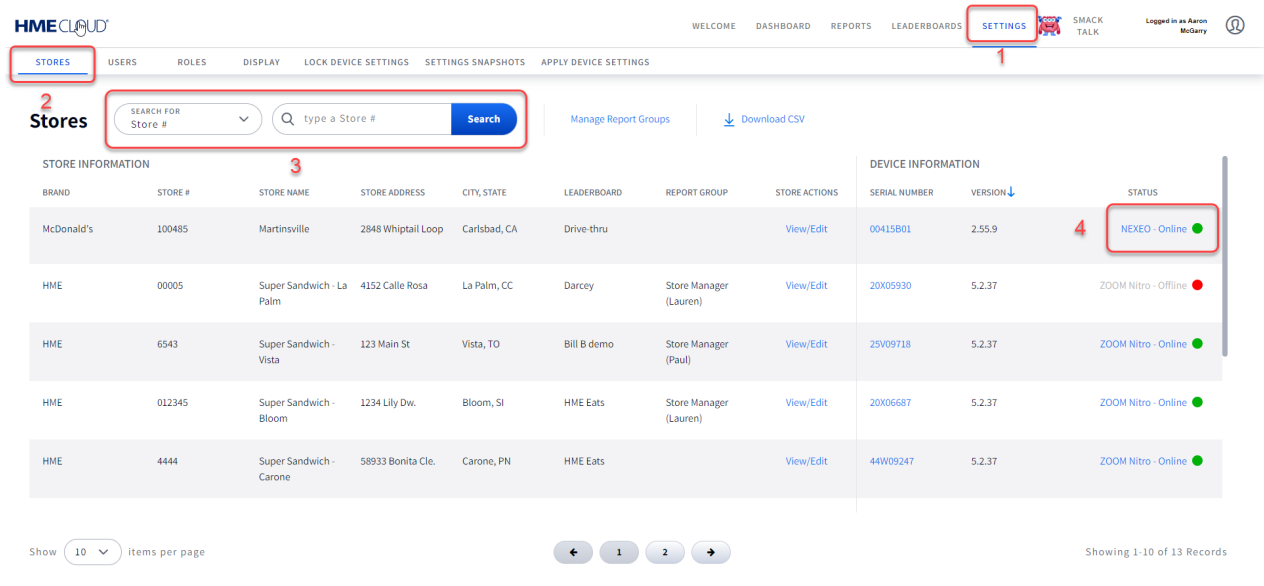 HME CLOUD®
WELCOME DASHBOARD REPORTS LEADERBOARDS SETTINGS SMACK TALK Logged in as Aaron McGarry
1
STORES USERS ROLES DISPLAY LOCK DEVICE SETTINGS SETTINGS SNAPSHOTS APPLY DEVICE SETTINGS
2
Stores SEARCH FOR Store # type a Store # Search Manage Report Groups Download CSV
3
STORE INFORMATION DEVICE INFORMATION
BRAND STORE # STORE NAME STORE ADDRESS CITY, STATE LEADERBOARD REPORT GROUP STORE ACTIONS SERIAL NUMBER VERSION STATUS
McDonald's 100485 Martinsville 2848 Whiptail Loop Carlsbad, CA Drive-thru View/Edit 00415B01 2.55.9 4 NEXEO - Online
HME 00005 Super Sandwich - La Palm 4152 Calle Rosa La Palm, CC Darcey Store Manager (Lauren) View/Edit 20X05930 5.2.37 ZOOM Nitro - Offline
HME 6543 Super Sandwich - Vista 123 Main St Vista, TO Bill B demo Store Manager (Paul) View/Edit 25V09718 5.2.37 ZOOM Nitro - Online
HME 012345 Super Sandwich - Bloom 1234 Lily Dw. Bloom, SI HME Eats Store Manager (Lauren) View/Edit 20X06687 5.2.37 ZOOM Nitro - Online
HME 4444 Super Sandwich - Carone 58933 Bonita Cle. Carone, PN HME Eats View/Edit 44W09247 5.2.37 ZOOM Nitro - Online
Show 10 items per page 1 2 Showing 1-10 of 13 Records